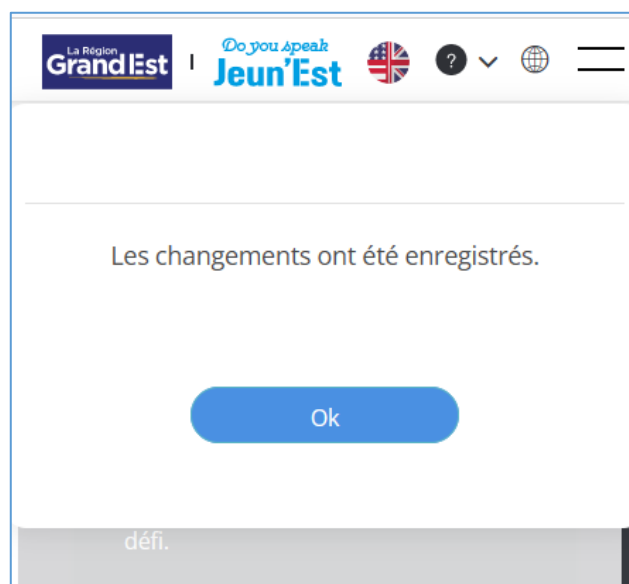 La Région
Grand Est
Do you speak
Jeun'Est
?
Les changements ont été enregistrés.
Ok
défi.